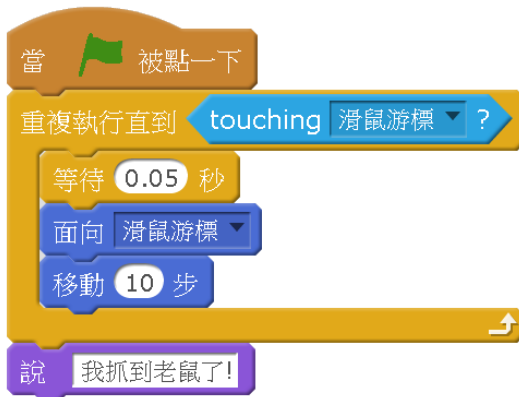 當 被點一下
重複執行直到 touching 滑鼠游標 ?
等待 0.05 秒
面向 滑鼠游標
移動 10 步
說 我抓到老鼠了!